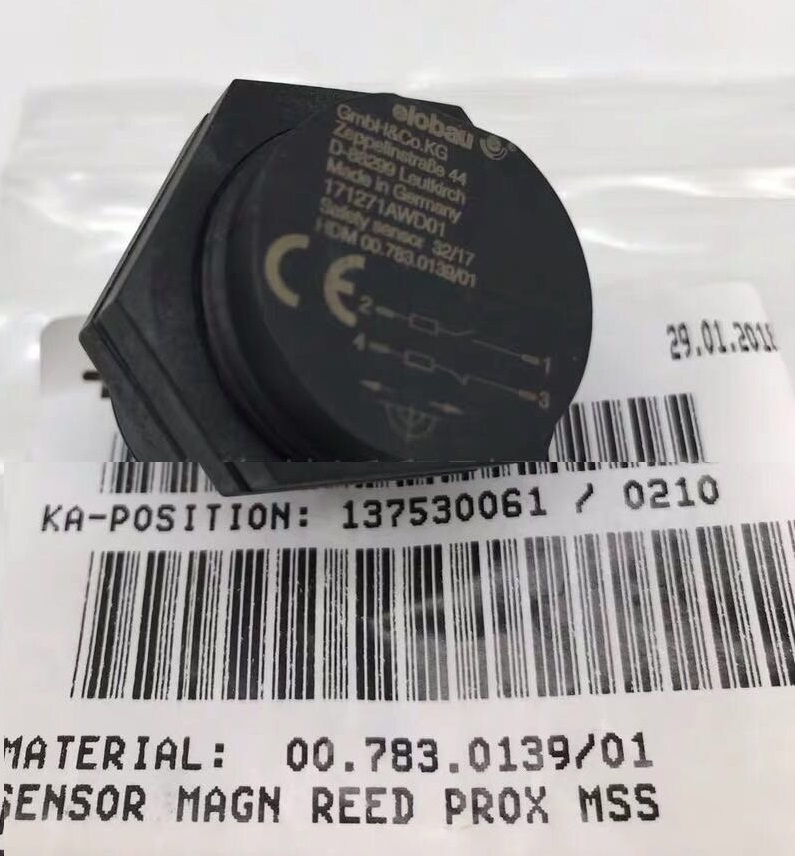 elobau
GmbH&Co.KG
Zeppelinstraße 44
D-88299 Leutkirch
Made in Germany
171271AWD01
Safety sensor 32/17
HDM 00.783.0139/01
CE
2
1
4
3
29.01.2018
KA-POSITION: 137530061 / 0210
MATERIAL: 00.783.0139/01
SENSOR MAGN REED PROX MSS